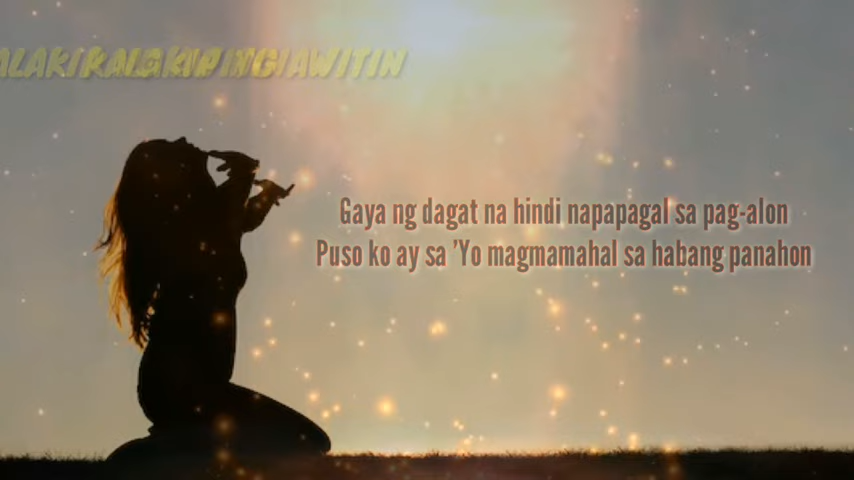 Gaya ng dagat na hindi napapagal sa pag-alon
Puso ko ay sa 'Yo magmamahal sa habang panahon